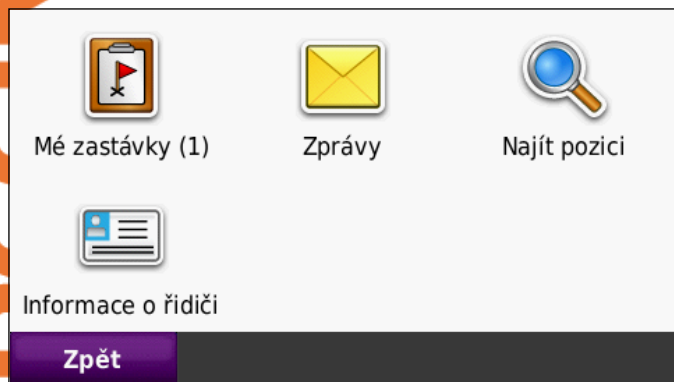 Mé zastávky (1)
Zprávy
Najít pozici
Informace o řidiči
Zpět